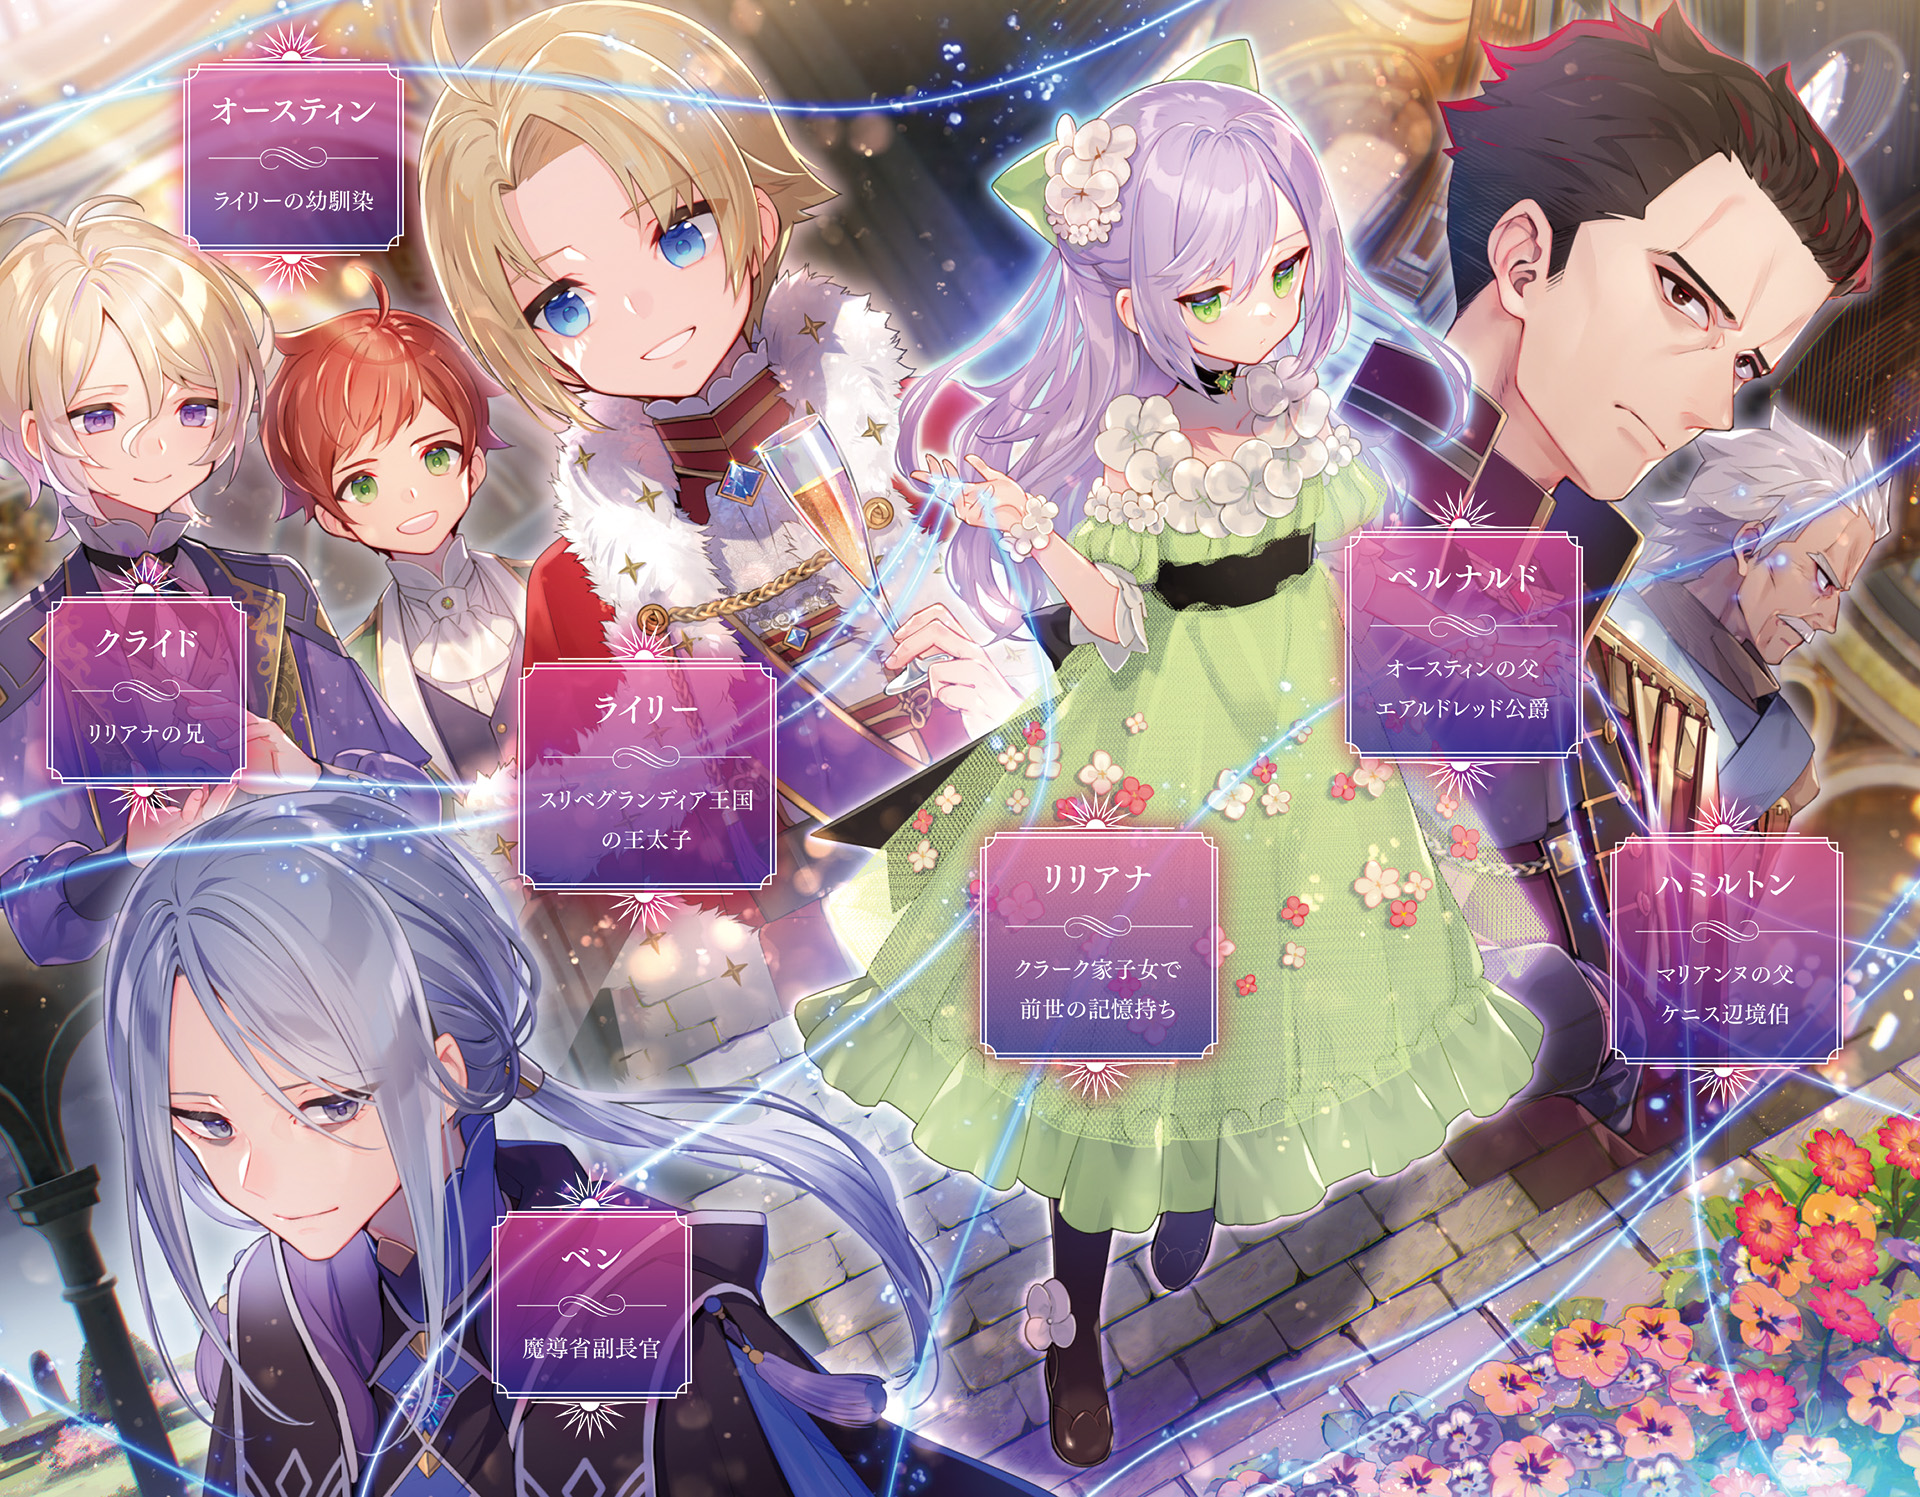 オースティン
ライリーの幼馴染
クライド
リリアナの兄
ライリー
スリベグランディア王国
の王太子
ベン
魔導省副長官
リリアナ
クラーク家子女で
前世の記憶持ち
ベルナルド
オースティンの父
エアルドレッド公爵
ハミルトン
マリアンヌの父
ケニス辺境伯